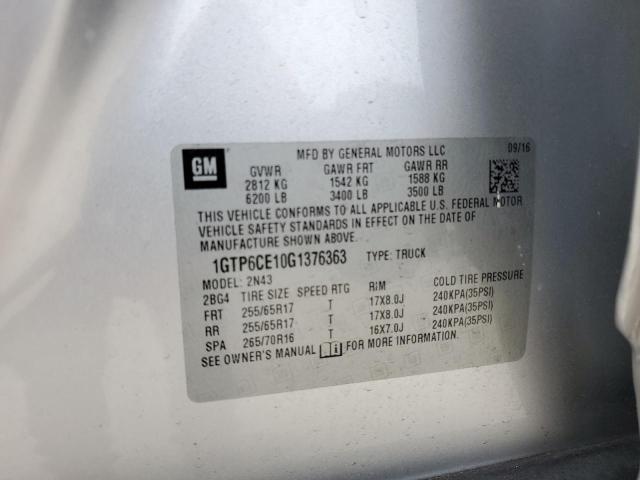 GM
MFD BY GENERAL MOTORS LLC 09/16
GVWR GAWR FRT GAWR RR
2812 KG 1542 KG 1588 KG
6200 LB 3400 LB 3500 LB
THIS VEHICLE CONFORMS TO ALL APPLICABLE U.S. FEDERAL MOTOR
VEHICLE SAFETY STANDARDS IN EFFECT ON THE DATE OF
MANUFACTURE SHOWN ABOVE.
1GTP6CE10G1376363 TYPE: TRUCK
MODEL: 2N43
2BG4 TIRE SIZE SPEED RTG RIM COLD TIRE PRESSURE
FRT 255/65R17 T 17X8.0J 240KPA(35PSI)
RR 255/65R17 T 17X8.0J 240KPA(35PSI)
SPA 265/70R16 T 16X7.0J 240KPA(35PSI)
SEE OWNER'S MANUAL FOR MORE INFORMATION.